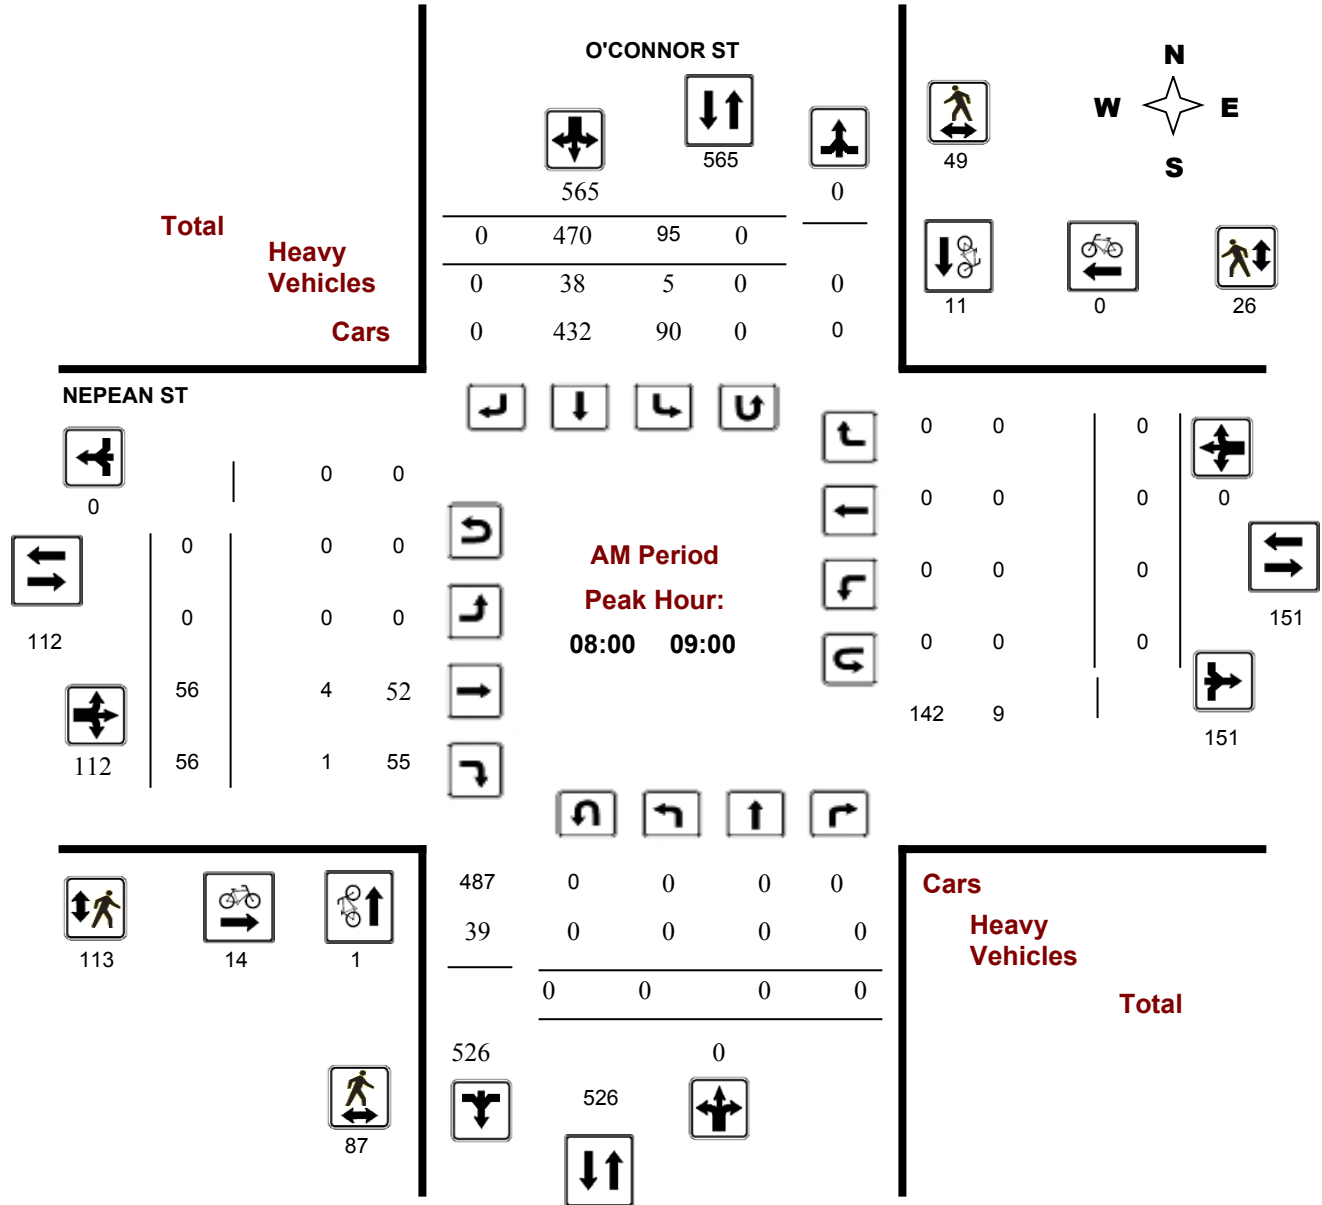 O'CONNOR ST
N
W E
S
565
49
565 0
Total
0 470 95 0
Heavy
Vehicles
0 38 5 0 0
Cars
0 432 90 0 0
11 0 26
NEPEAN ST
0 0 0
0 0
0
0 0 0 0
0 0 0
AM Period
0 0 0
Peak Hour:
151
0 0 0
112
08:00 09:00
0 0 0
56 4 52
142 9
151
112
56 1 55
487 0 0 0 0
Cars
39 0 0 0 0
Heavy
Vehicles
113 14 1
0 0 0 0
Total
526 0
526
87